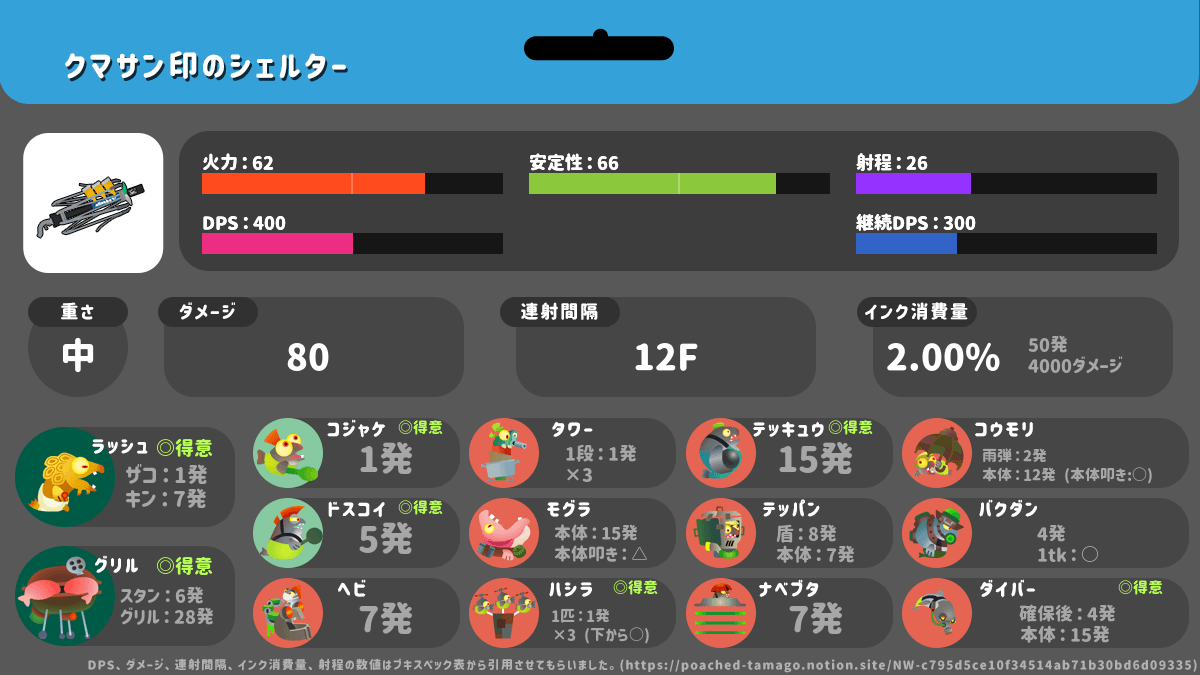 クマサン印のシェルター
火力：62
安定性：66
射程：26
DPS：400
継続DPS：300
重さ
中
ダメージ
80
連射間隔
12F
インク消費量
2.00%
50発
4000ダメージ
ラッシュ ◎得意
ザコ：1発
キン：7発
グリル ◎得意
スタン：6発
グリル：28発
コジャケ ◎得意
1発
ドスコイ ◎得意
5発
ヘビ
7発
タワー
1段：1発
×3
モグラ
本体：15発
本体叩き：△
ハシラ ◎得意
1匹：1発
×3 (下から〇)
テッキュウ ◎得意
15発
テッパン
盾：8発
本体：7発
ナベブタ
7発
コウモリ
雨弾：2発
本体：12発 (本体叩き:〇)
バクダン
4発
1tk：〇
ダイバー ◎得意
確保後：4発
本体：15発
DPS、ダメージ、連射間隔、インク消費量、射程の数値はブキスペック表から引用させてもらいました。(https://poached-tamago.notion.site/NW-c795d5ce10f34514ab71b30bd6d09335)